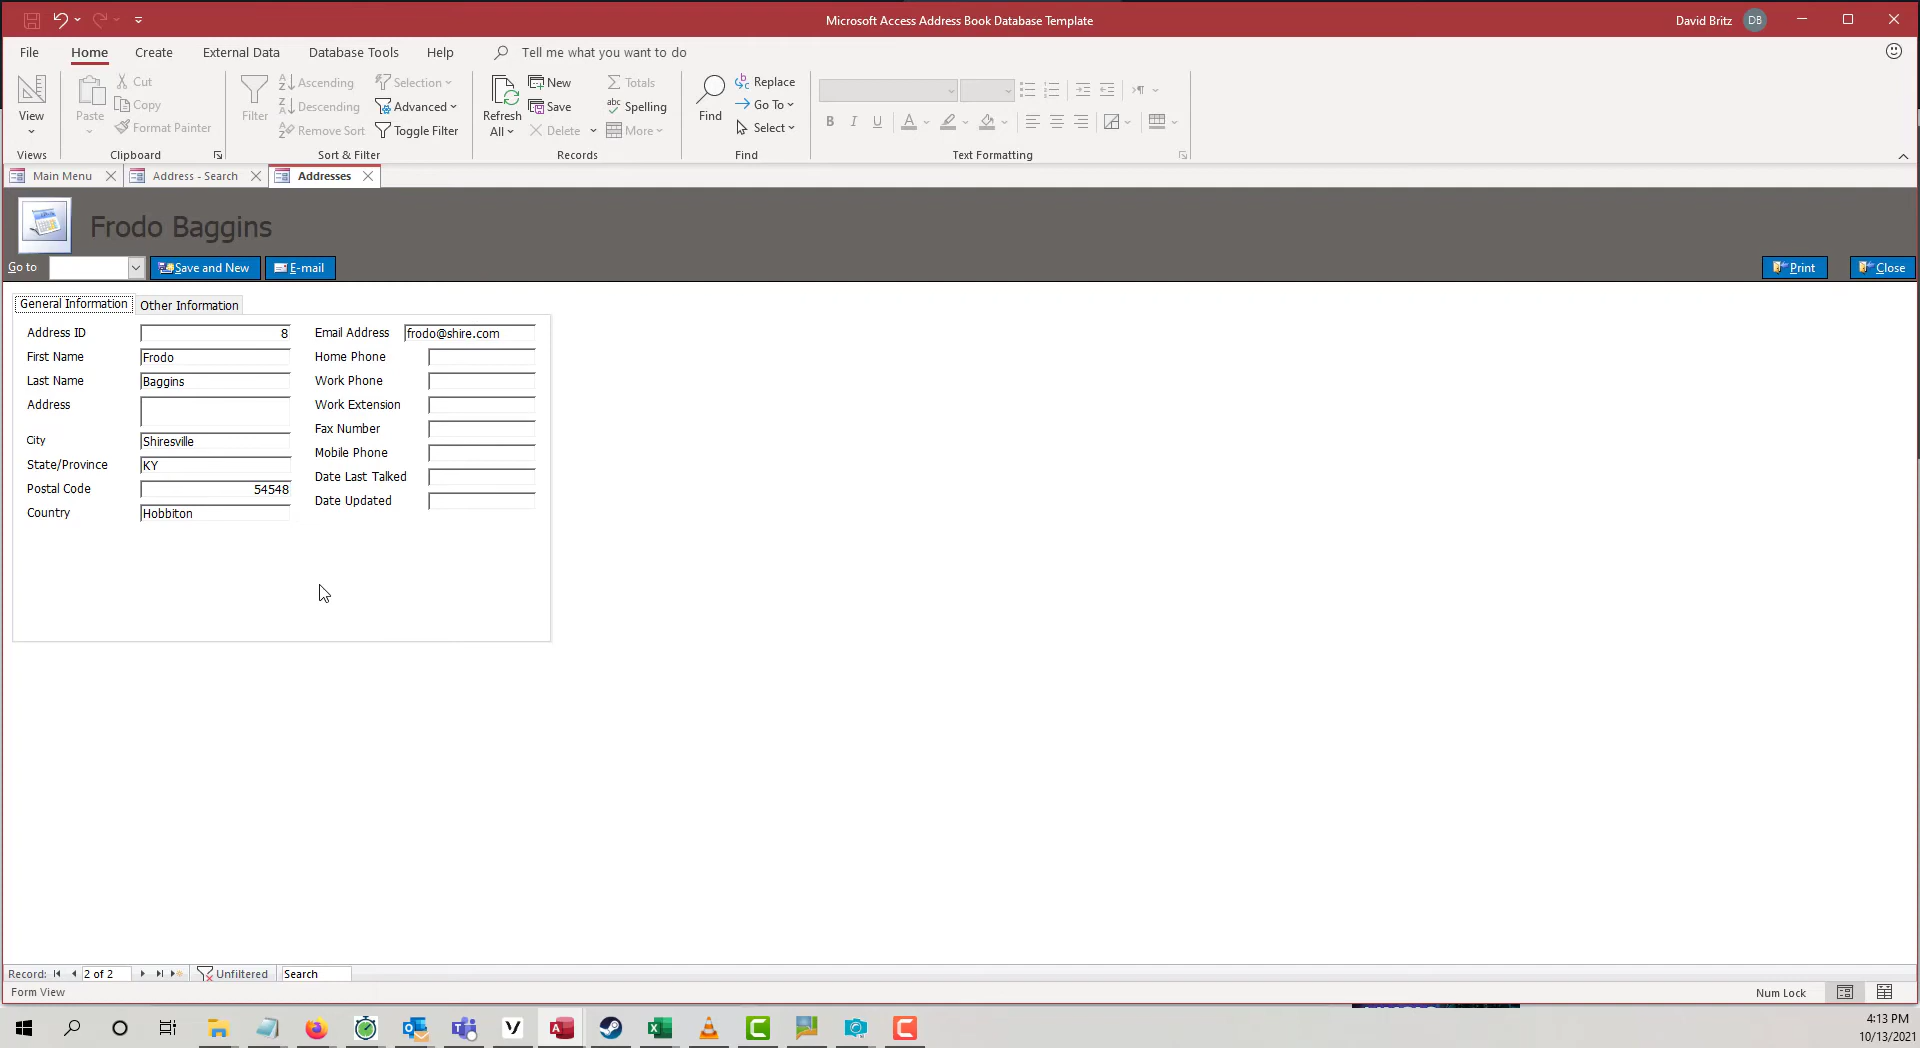 Microsoft Access Address Book Database Template
David Britz DB
File Home Create External Data Database Tools Help Tell me what you want to do
View
Views
Paste
Cut
Copy
Format Painter
Clipboard
Filter
Ascending
Descending
Remove Sort
Selection
Advanced
Toggle Filter
Sort & Filter
Refresh
All
New
Save
Delete
Totals
Spelling
More
Records
Find
Replace
Go To
Select
Find
B I U A
Text Formatting
Main Menu Address - Search Addresses
Frodo Baggins
Go to Save and New E-mail Print Close
General Information Other Information
Address ID 8
First Name Frodo
Last Name Baggins
Address
City Shiresville
State/Province KY
Postal Code 54548
Country Hobbiton
Email Address frodo@shire.com
Home Phone
Work Phone
Work Extension
Fax Number
Mobile Phone
Date Last Talked
Date Updated
Record: 2 of 2 Unfiltered Search
Form View Num Lock
4:13 PM
10/13/2021